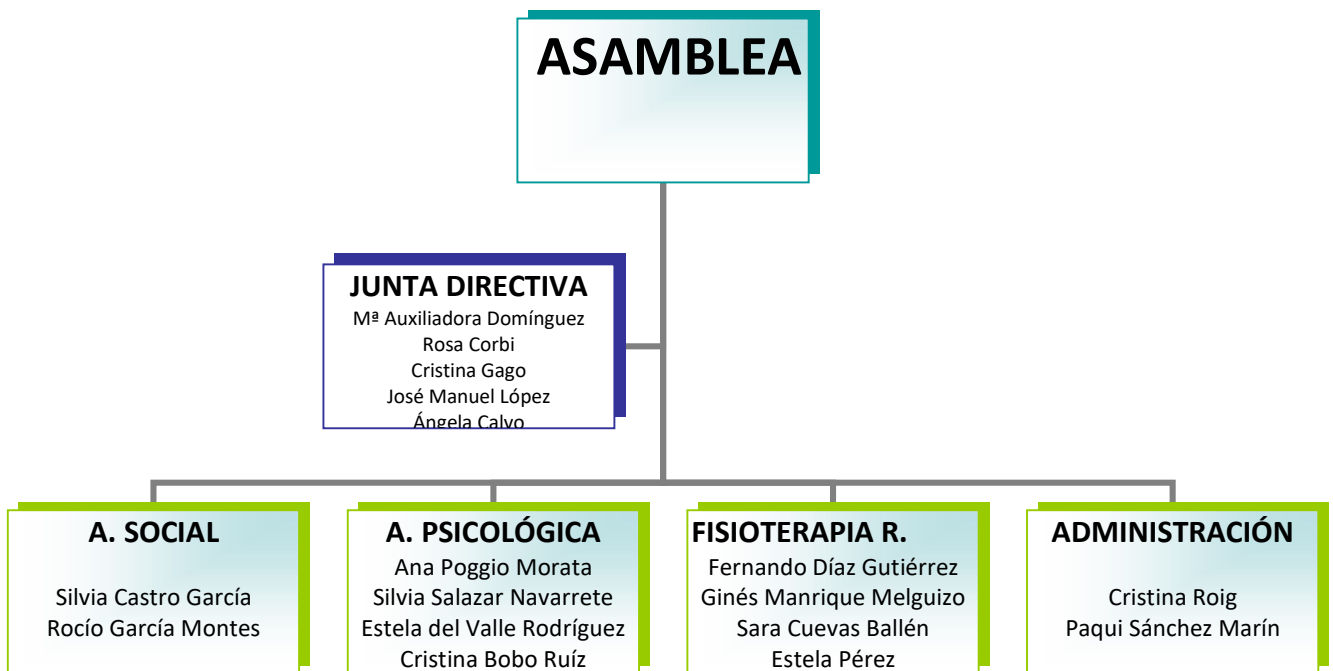 ASAMBLEA
JUNTA DIRECTIVA
Mª Auxiliadora Domínguez
Rosa Corbi
Cristina Gago
José Manuel López
Ángela Calvo
A. SOCIAL
Silvia Castro García
Rocío García Montes
A. PSICOLÓGICA
Ana Poggio Morata
Silvia Salazar Navarrete
Estela del Valle Rodríguez
Cristina Bobo Ruíz
FISIOTERAPIA R.
Fernando Díaz Gutiérrez
Ginés Manrique Melguizo
Sara Cuevas Ballén
Estela Pérez
ADMINISTRACIÓN
Cristina Roig
Paqui Sánchez Marín